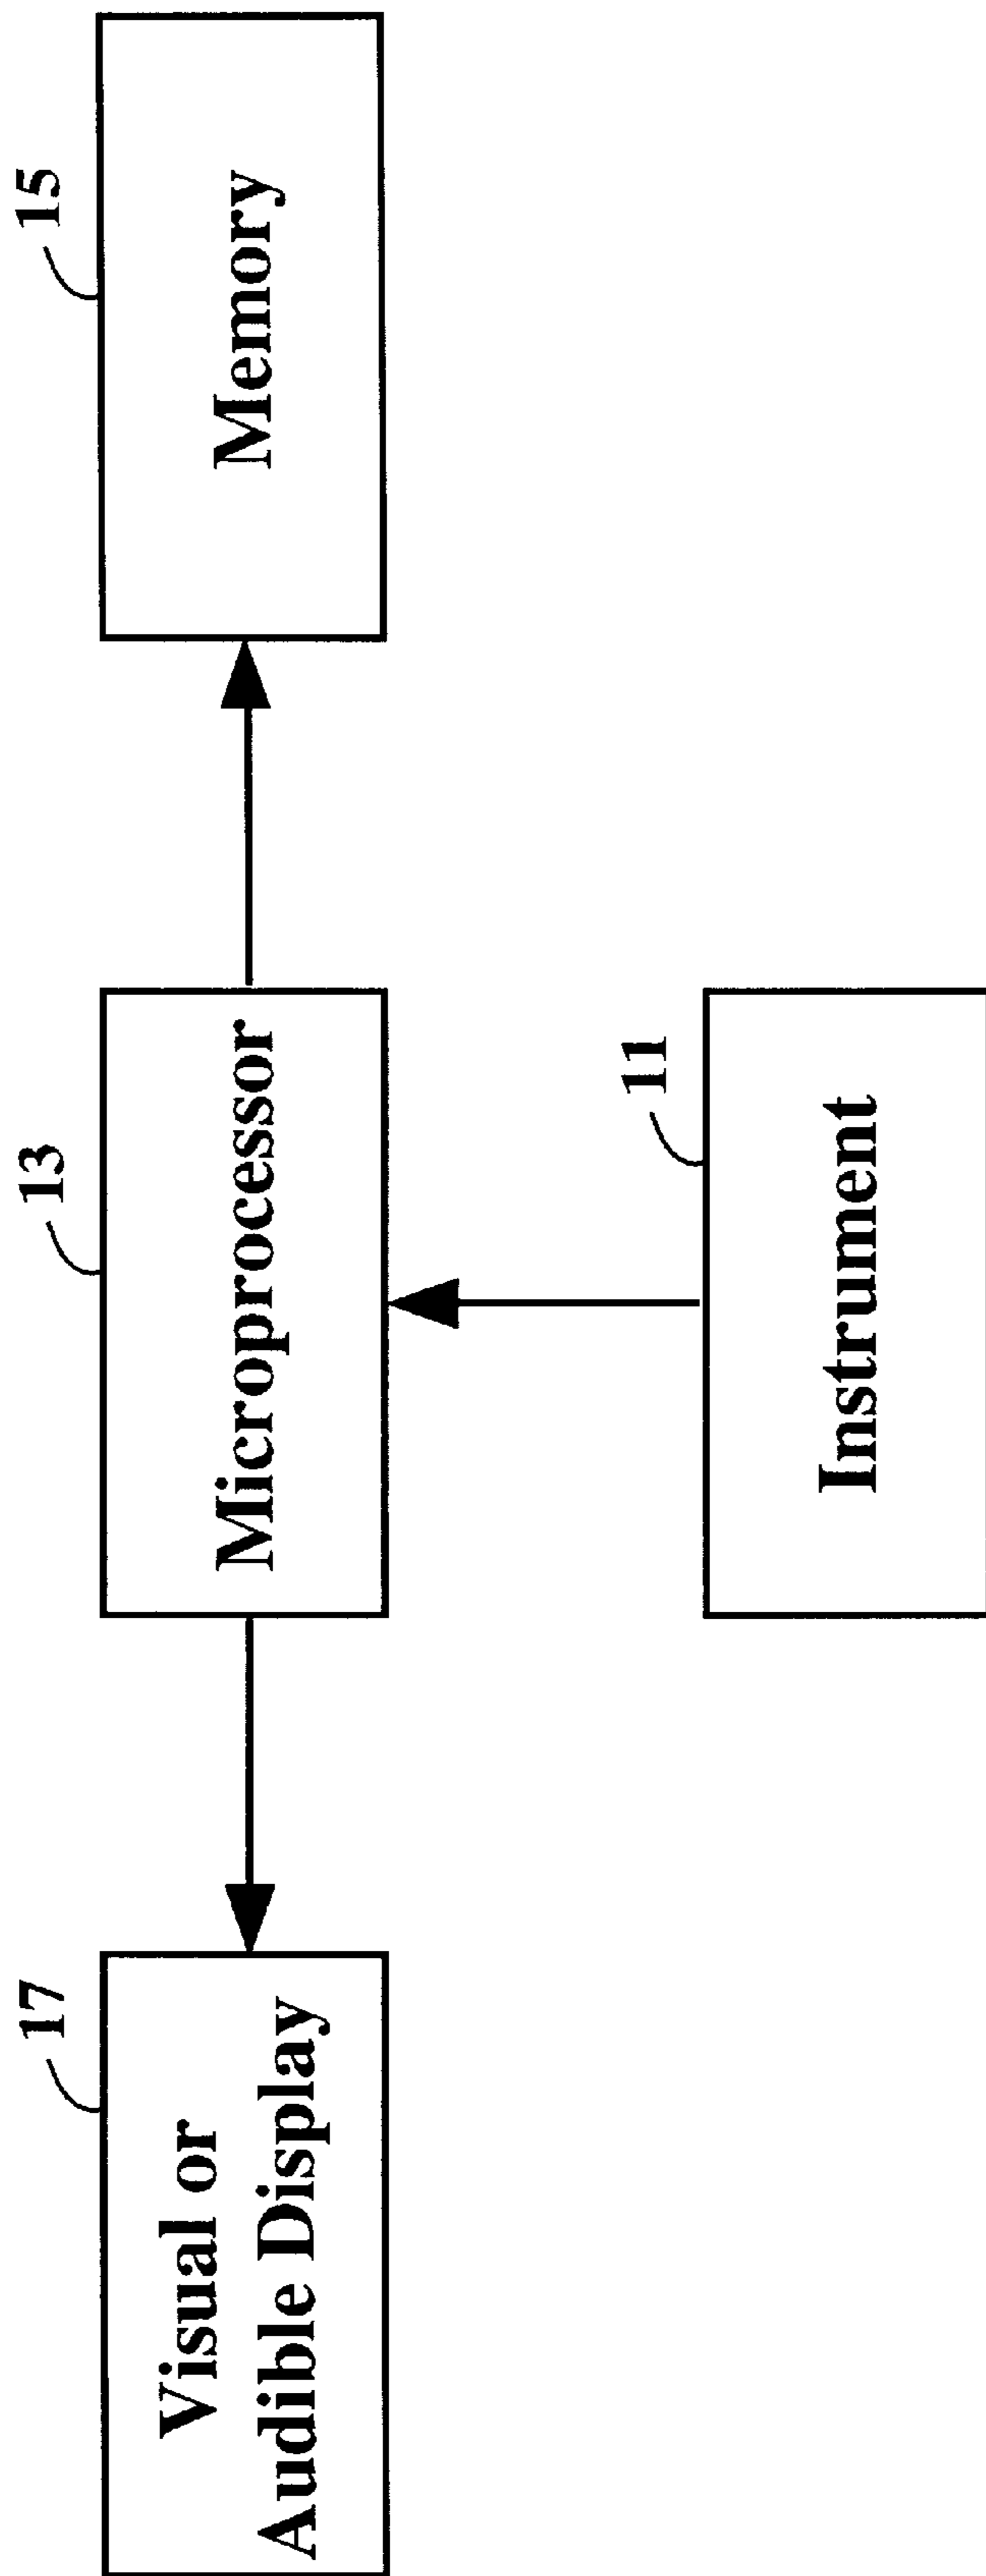 17
Visual or
Audible Display
13
Microprocessor
15
Memory
11
Instrument